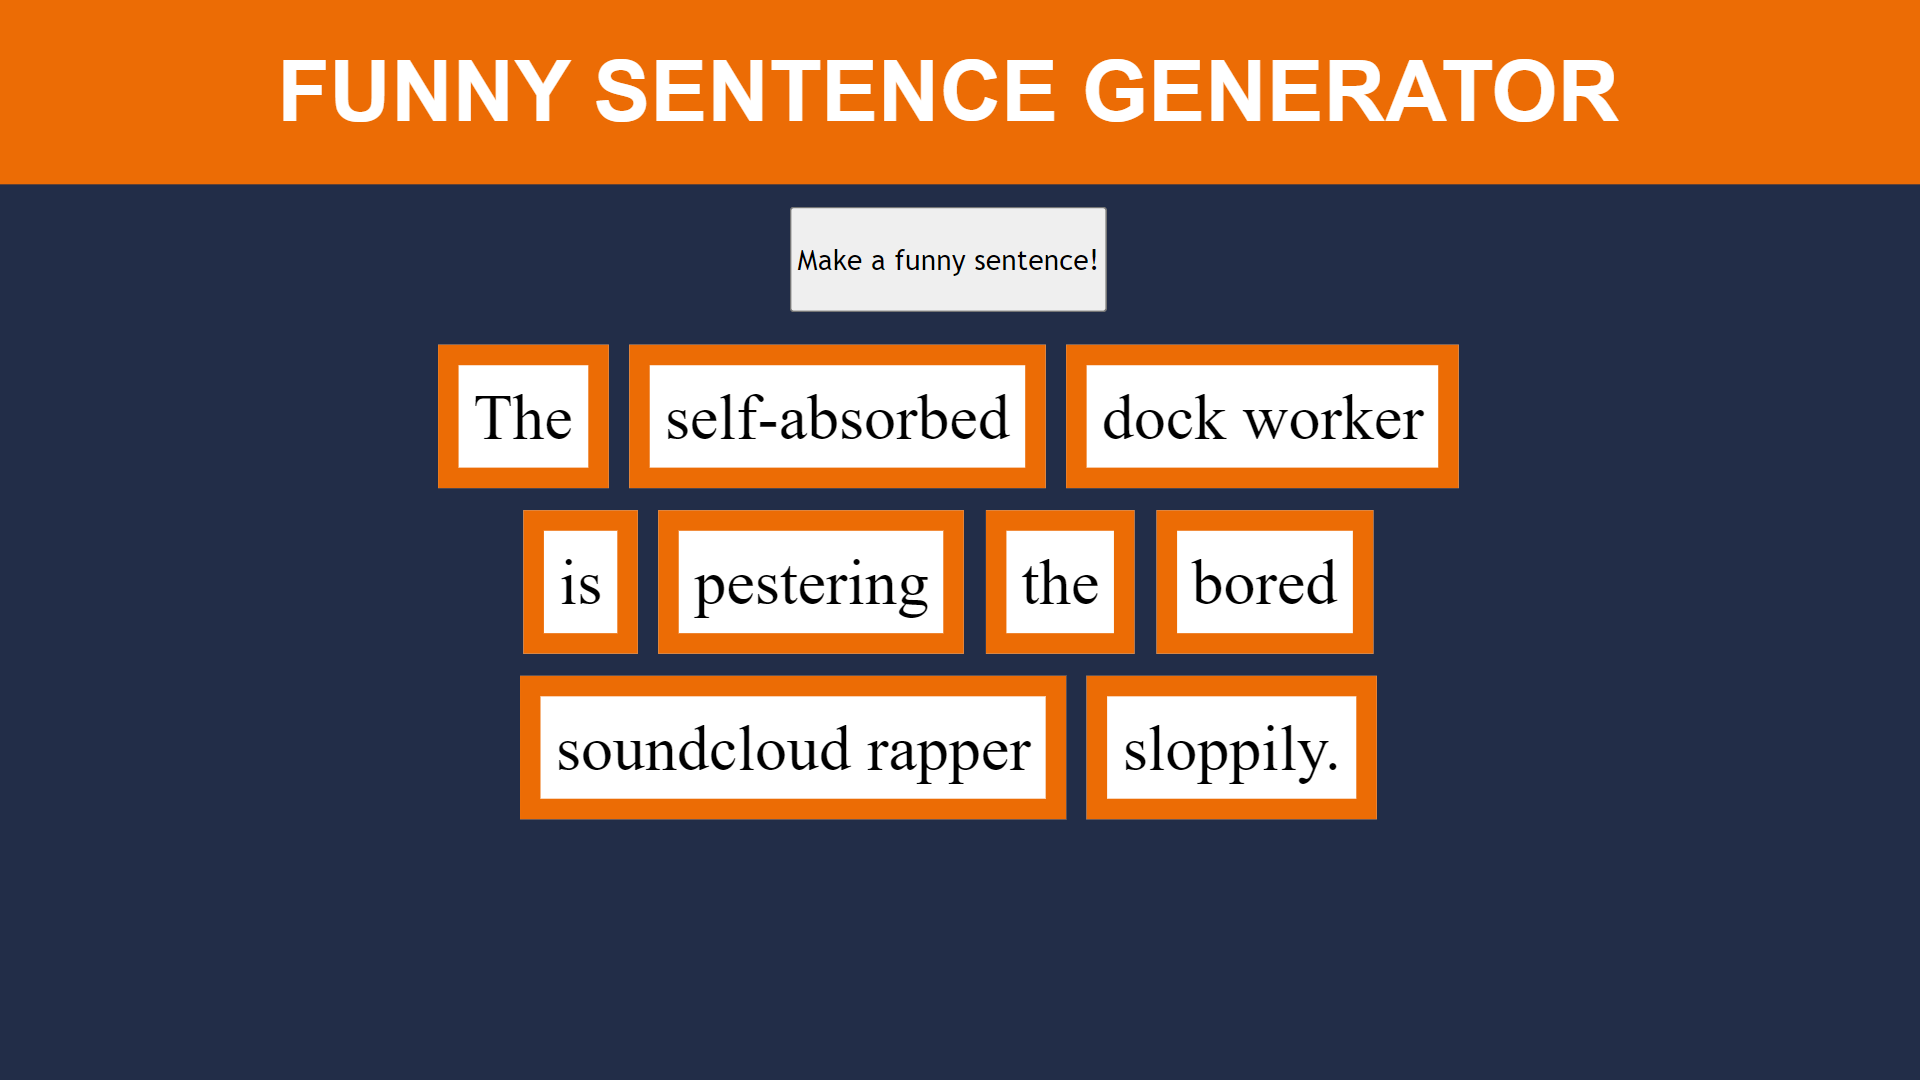 FUNNY SENTENCE GENERATOR
Make a funny sentence!
The self-absorbed dock worker
is pestering the bored
soundcloud rapper sloppily.